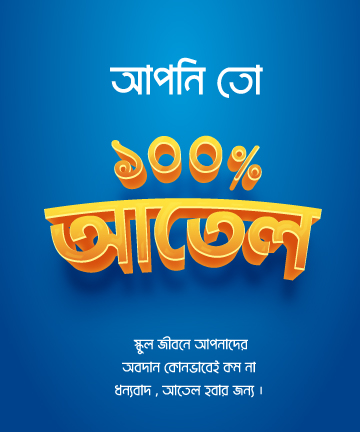 আপনি তো
১০০%
আতেল
স্কুল জীবনে আপনাদের
অবদান কোনভাবেই কম না
ধন্যবাদ , আতেল হবার জন্য ।